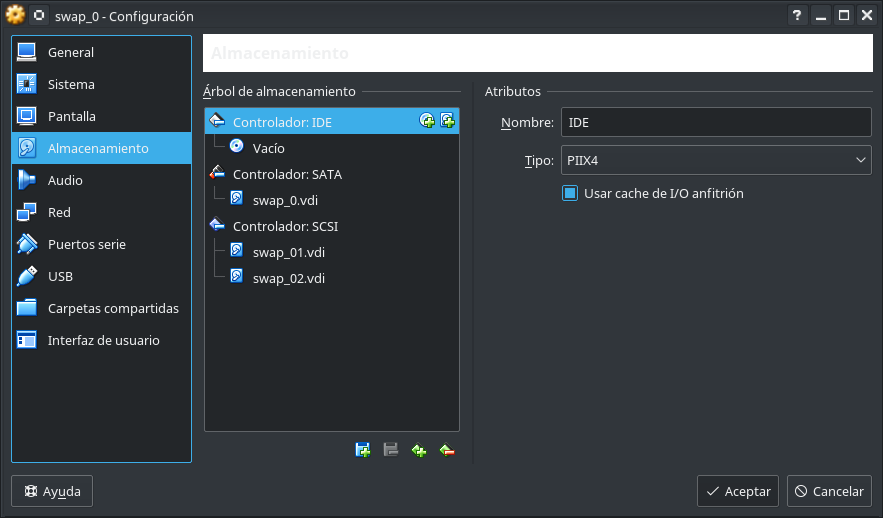 swap_0 - Configuración
General
Sistema
Pantalla
Almacenamiento
Audio
Red
Puertos serie
USB
Carpetas compartidas
Interfaz de usuario
Almacenamiento
Árbol de almacenamiento
Controlador: IDE
Vacío
Controlador: SATA
swap_0.vdi
Controlador: SCSI
swap_01.vdi
swap_02.vdi
Atributos
Nombre: IDE
Tipo: PIIX4
Usar cache de I/O anfitrión
Ayuda
Aceptar
Cancelar